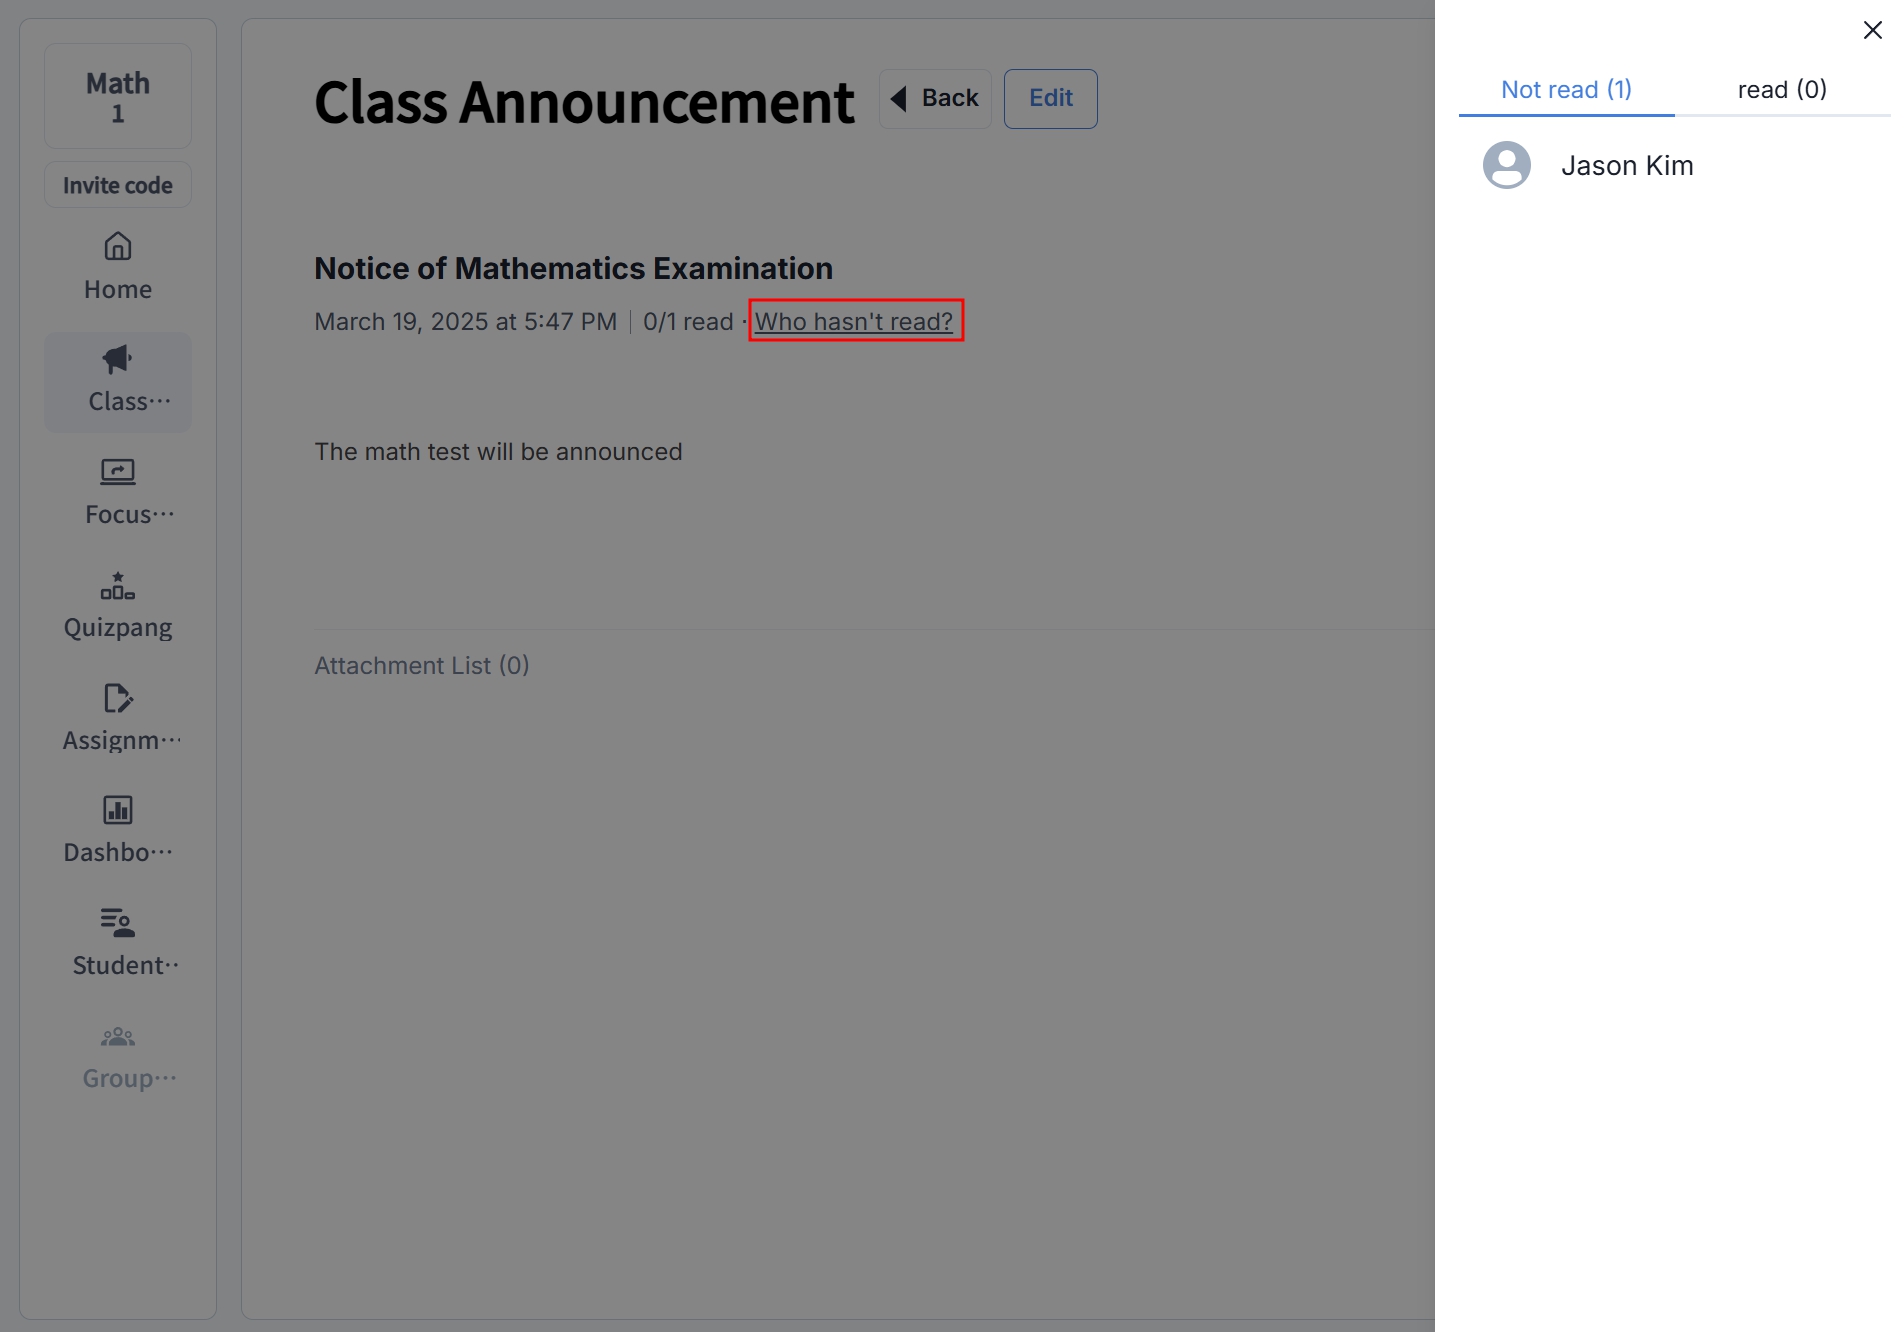 Math
1
Invite code
Home
Class···
Focus···
Quizpang
Assignm···
Dashbo···
Student··
Group···
Class Announcement
Back
Edit
Notice of Mathematics Examination
March 19, 2025 at 5:47 PM | 0/1 read · Who hasn't read?
The math test will be announced
Attachment List (0)
Not read (1)
read (0)
Jason Kim